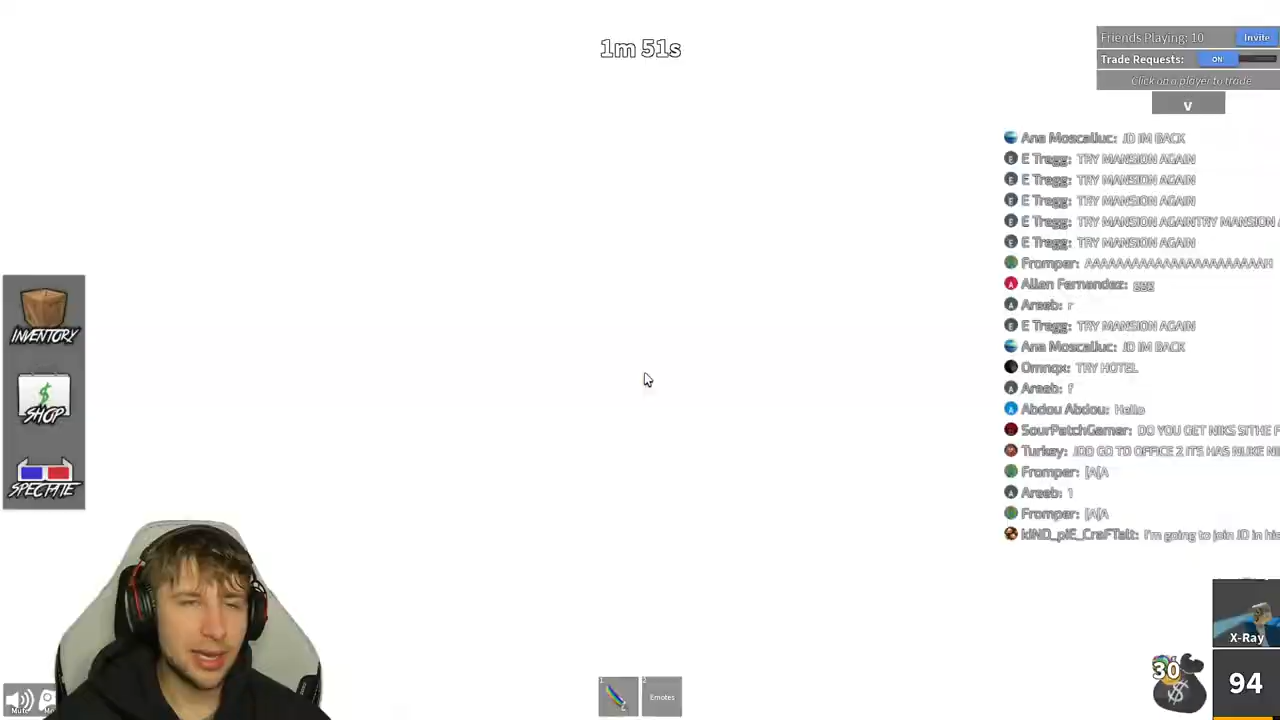 1m 51s
Friends Playing: 10
Invite
Trade Requests:
ON
Click on a player to trade
v
Ana Moscaliuc: JD IM BACK
E Tregg: TRY MANSION AGAIN
E Tregg: TRY MANSION AGAIN
E Tregg: TRY MANSION AGAIN
E Tregg: TRY MANSION AGAINTRY MANSION
E Tregg: TRY MANSION AGAIN
Fromper: AAAAAAAAAAAAAAAAAAAAAAAH
Allan Fernandez: ggg
Areeb: r
E Tregg: TRY MANSION AGAIN
Ana Moscaliuc: JD IM BACK
Omnqx: TRY HOTEL
Areeb: f
Abdou Abdou: Hello
SourPatchGamer: DO YOU GET NIKS SITHE F
Turkey: JDD GO TO OFFICE 2 ITS HAS NUKE
Fromper: [A[A
Areeb: 1
Fromper: [A[A
kiND_piE_CraFTeIt: I'm going to join JD in his
INVENTORY
SHOP
SPECTATE
Mute
1
2
Emotes
X-Ray
30
94